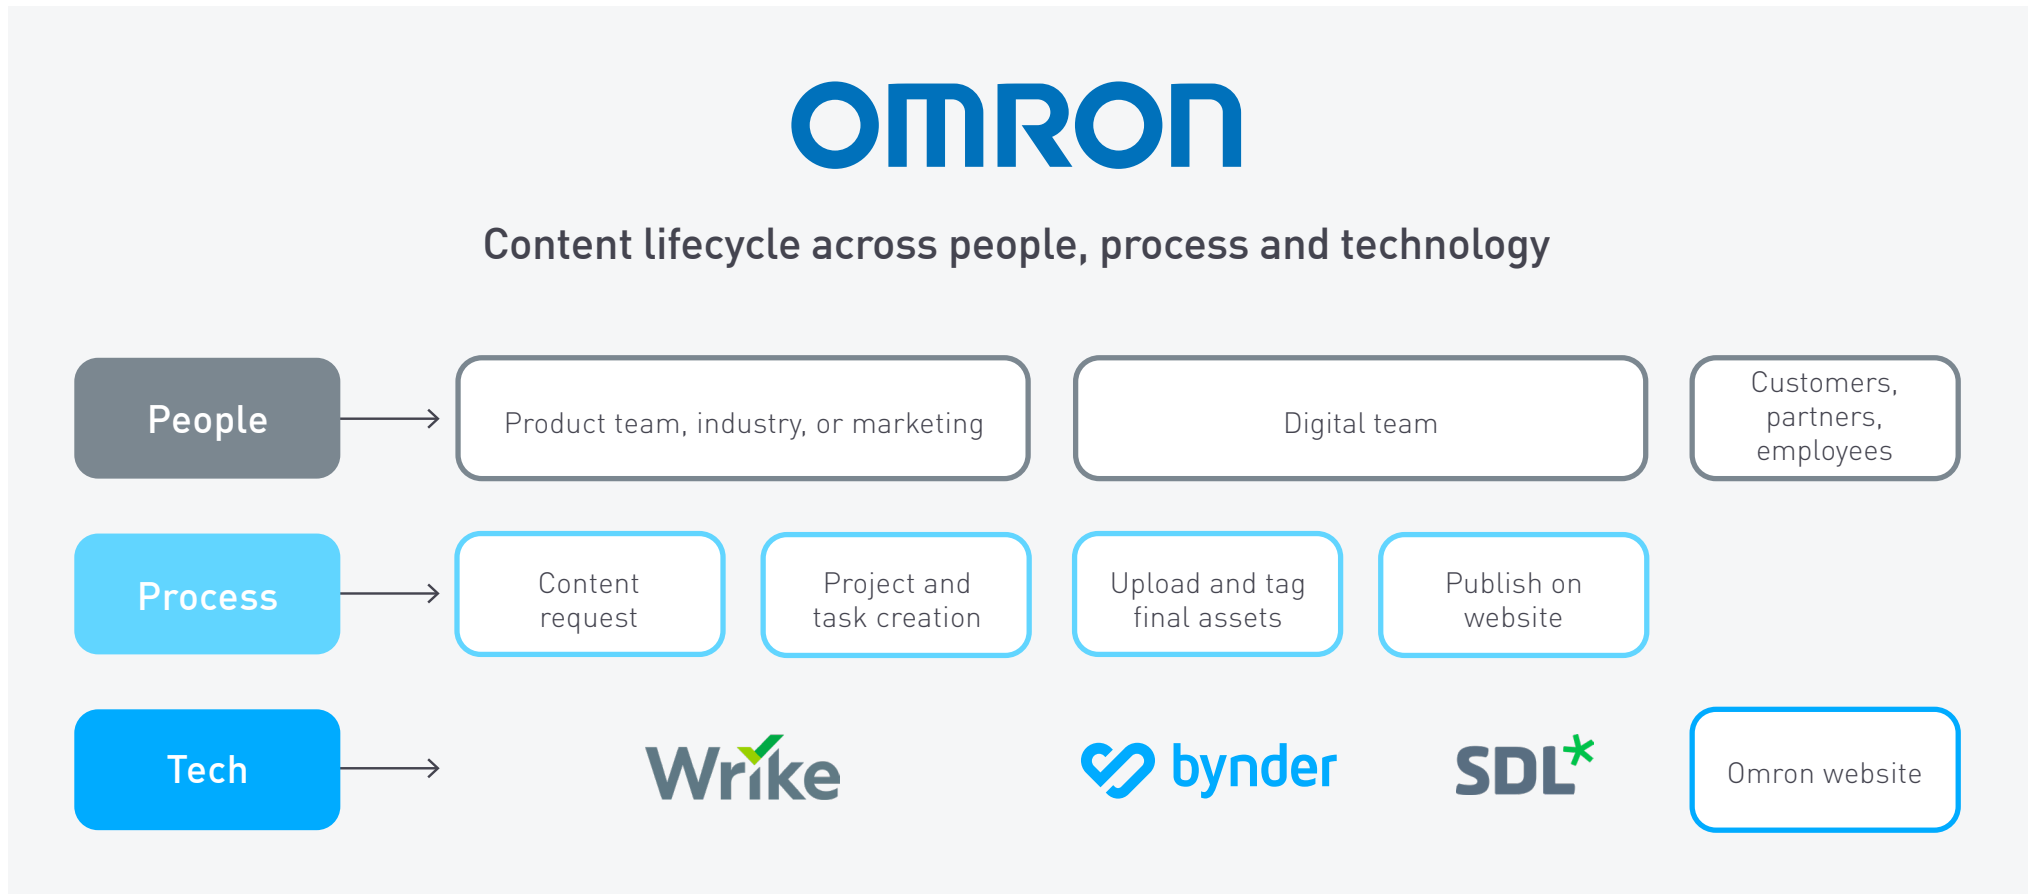 OMRON
Content lifecycle across people, process and technology
People
Product team, industry, or marketing
Digital team
Customers,
partners,
employees
Process
Content
request
Project and
task creation
Upload and tag
final assets
Publish on
website
Tech
Wrike
bynder
SDL*
Omron website